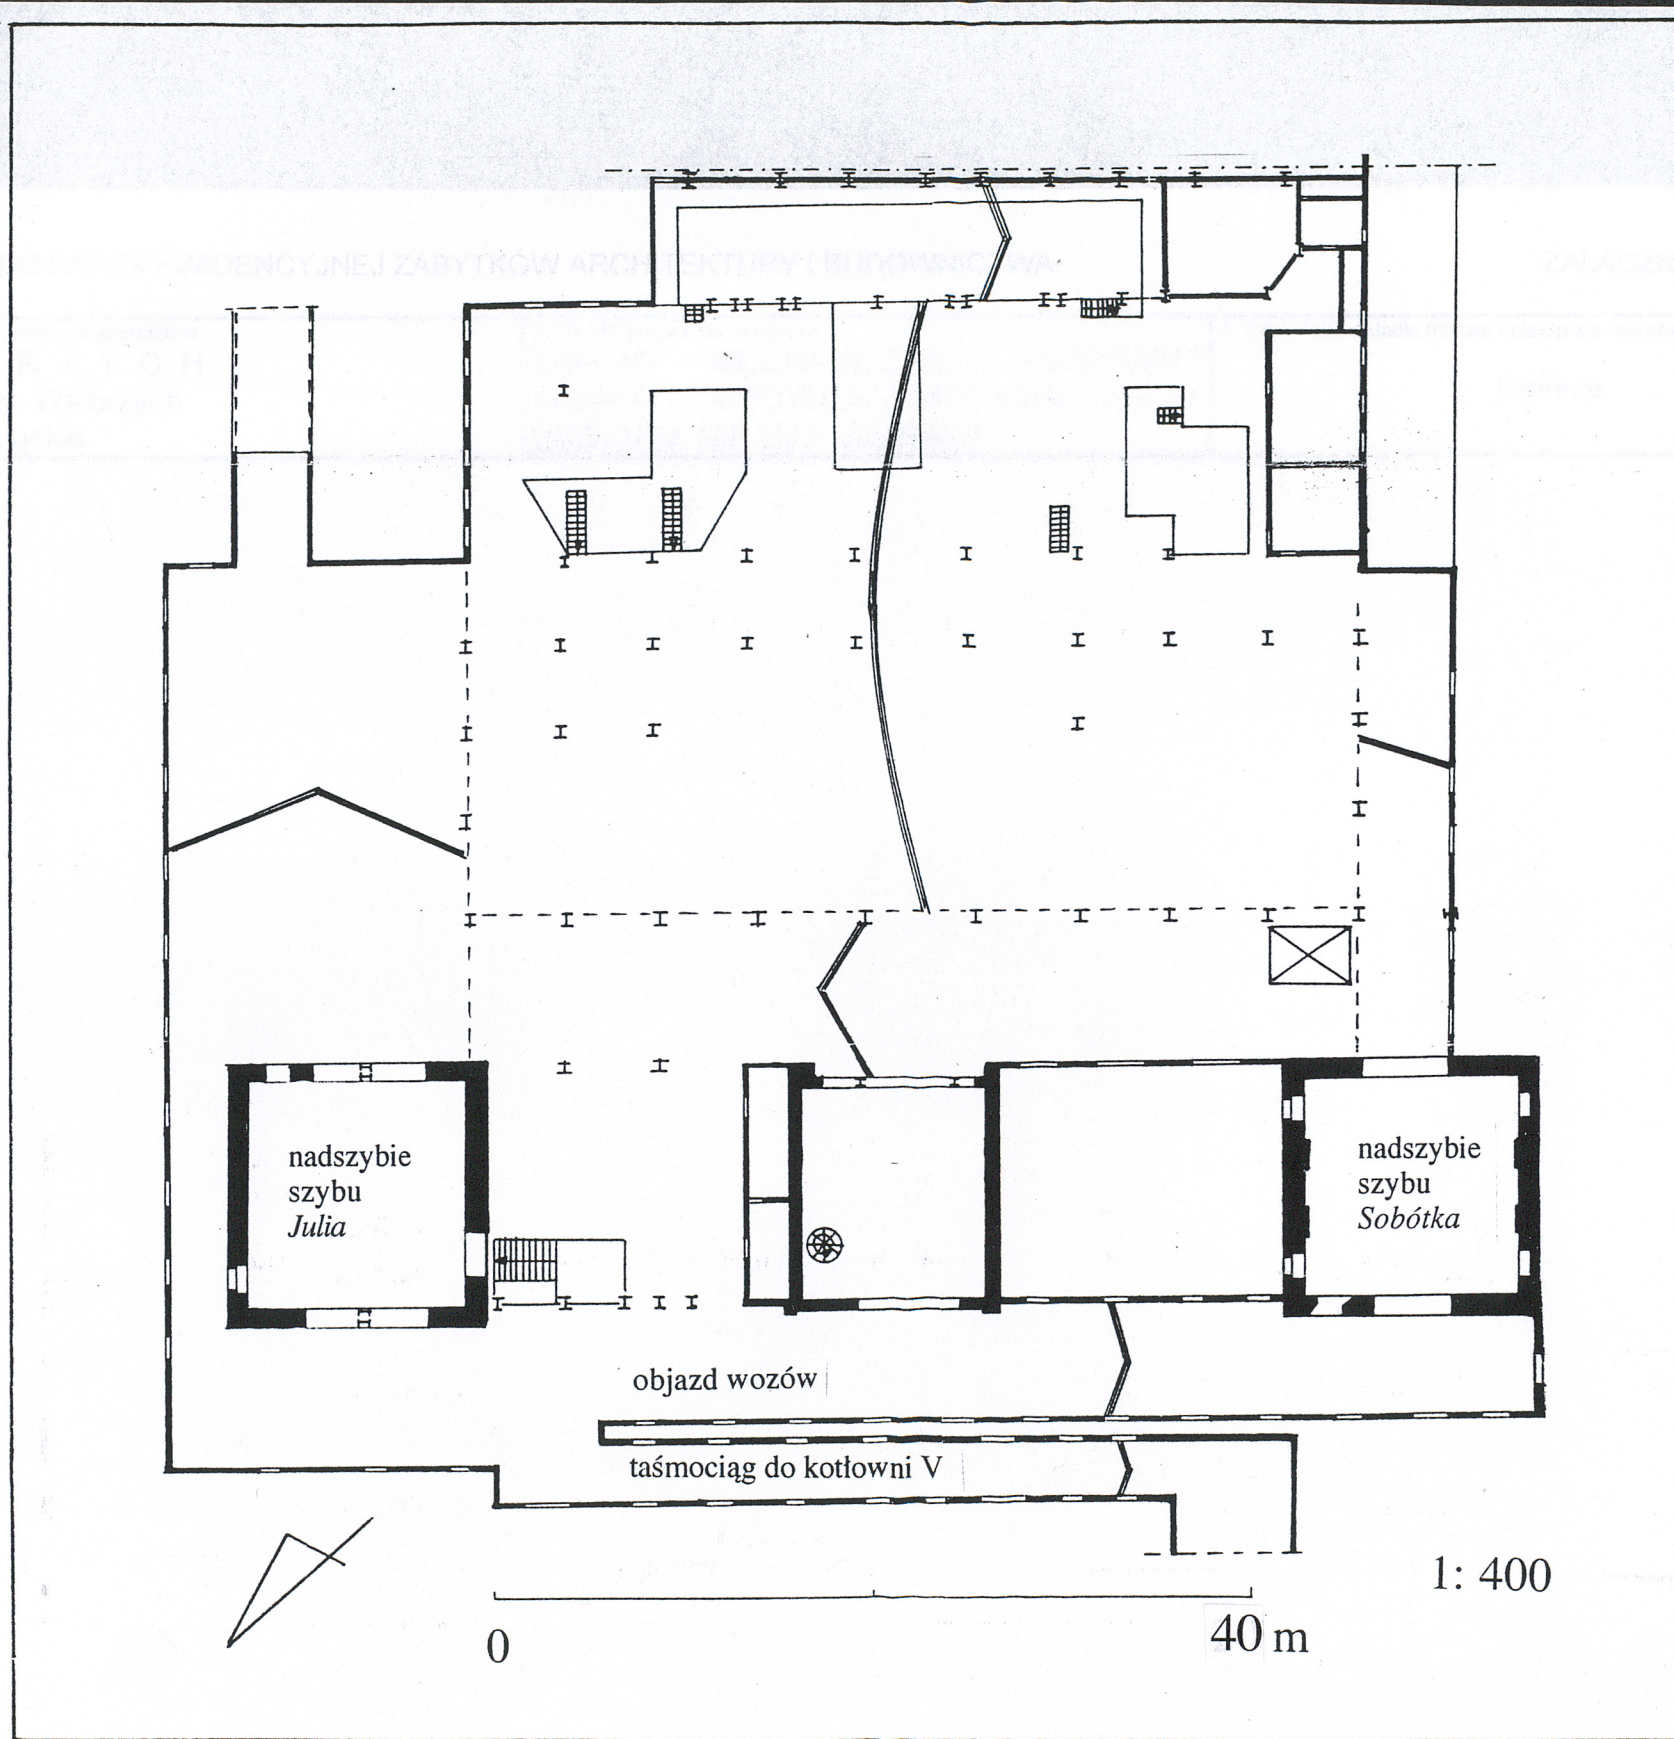 nadszybie
szybu
Julia
nadszybie
szybu
Sobótka
objazd wozów
taśmociąg do kotłowni V
1: 400
0
40 m